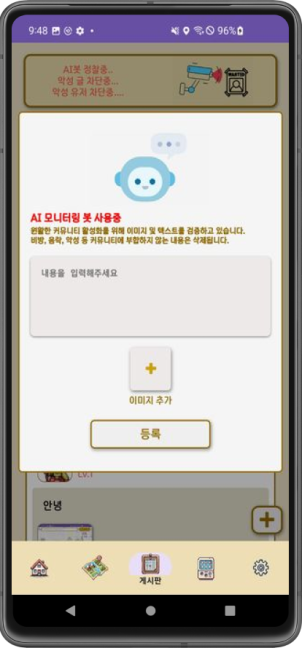 9:48
96%
AI봇 정찰중..
악성 글 차단중...
악성 유저 차단중....
WANTED
AI 모니터링 봇 사용중
원활한 커뮤니티 활성화를 위해 이미지 및 텍스트를 검증하고 있습니다.
비방, 음락, 악성 등 커뮤니티에 부합하지 않는 내용은 삭제됩니다.
내용을 입력해주세요
+
이미지 추가
등록
LV.1
안녕
+
게시판